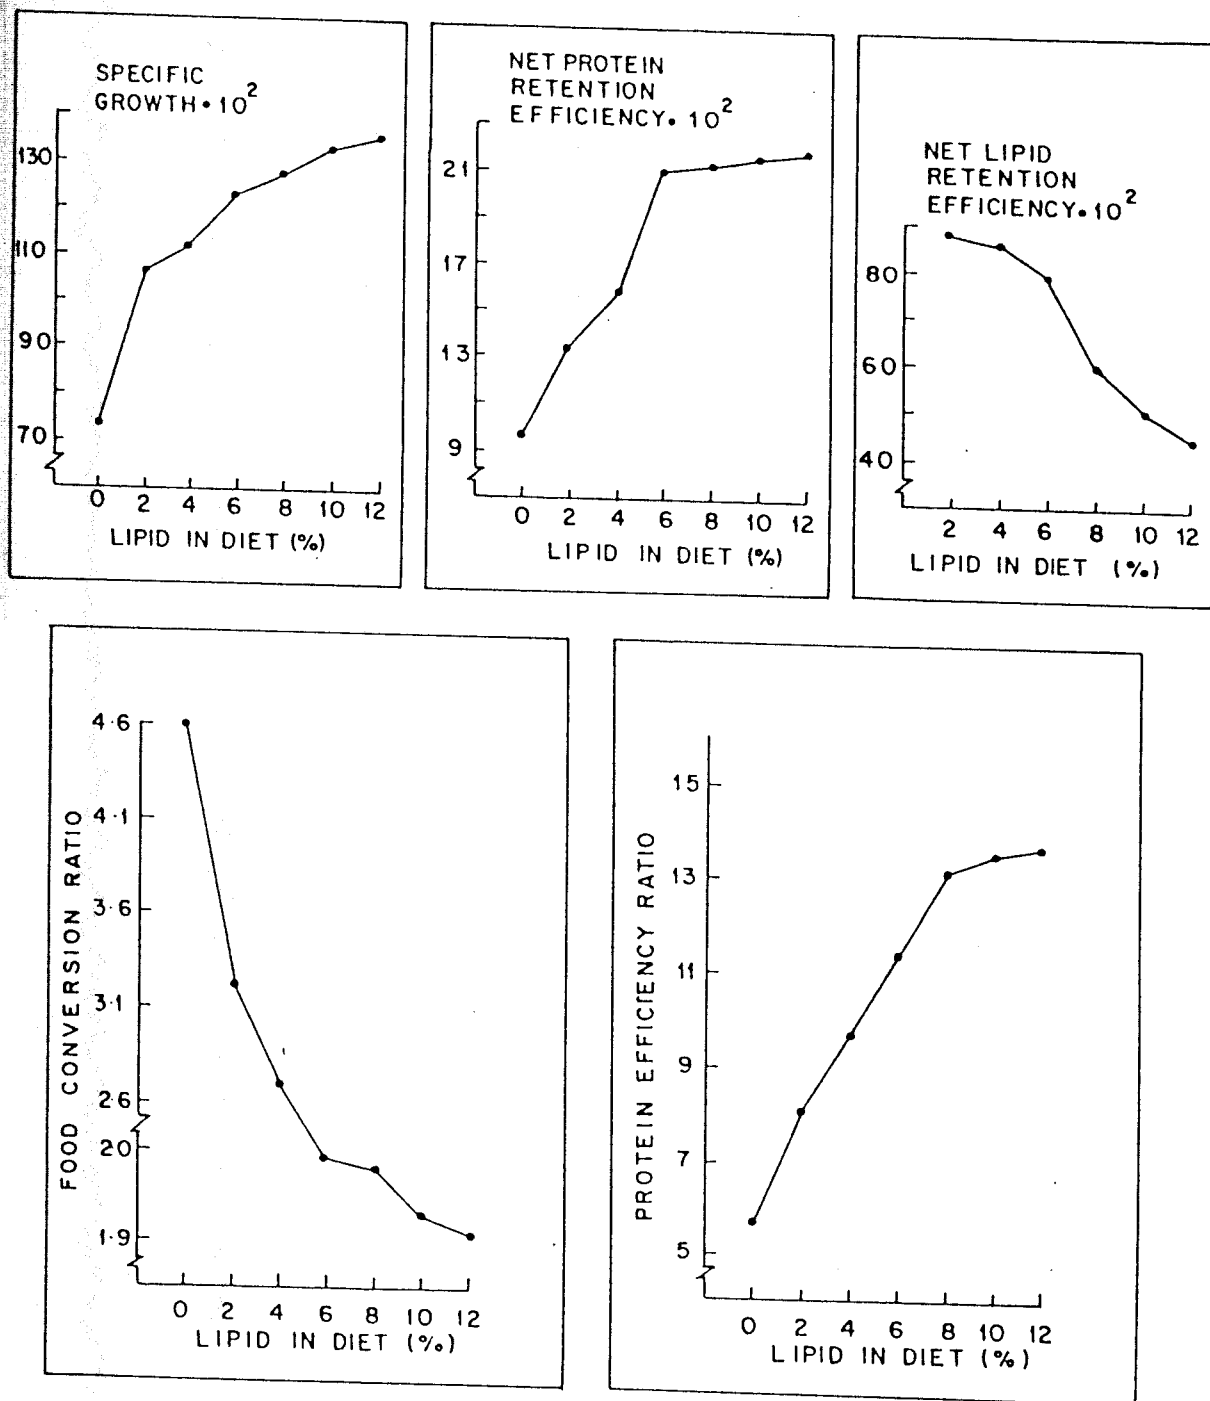 SPECIFIC
GROWTH•10²
130
110
90
70
0 2 4 6 8 10 12
LIPID IN DIET (%)
NET PROTEIN
RETENTION
EFFICIENCY•10²
21
17
13
9
0 2 4 6 8 10 12
LIPID IN DIET (%)
NET LIPID
RETENTION
EFFICIENCY•10²
80
60
40
2 4 6 8 10 12
LIPID IN DIET (%)
FOOD CONVERSION RATIO
4·6
4·1
3·6
3·1
2·6
20
1·9
0 2 4 6 8 10 12
LIPID IN DIET (%)
PROTEIN EFFICIENCY RATIO
15
13
11
9
7
5
0 2 4 6 8 10 12
LIPID IN DIET (%)